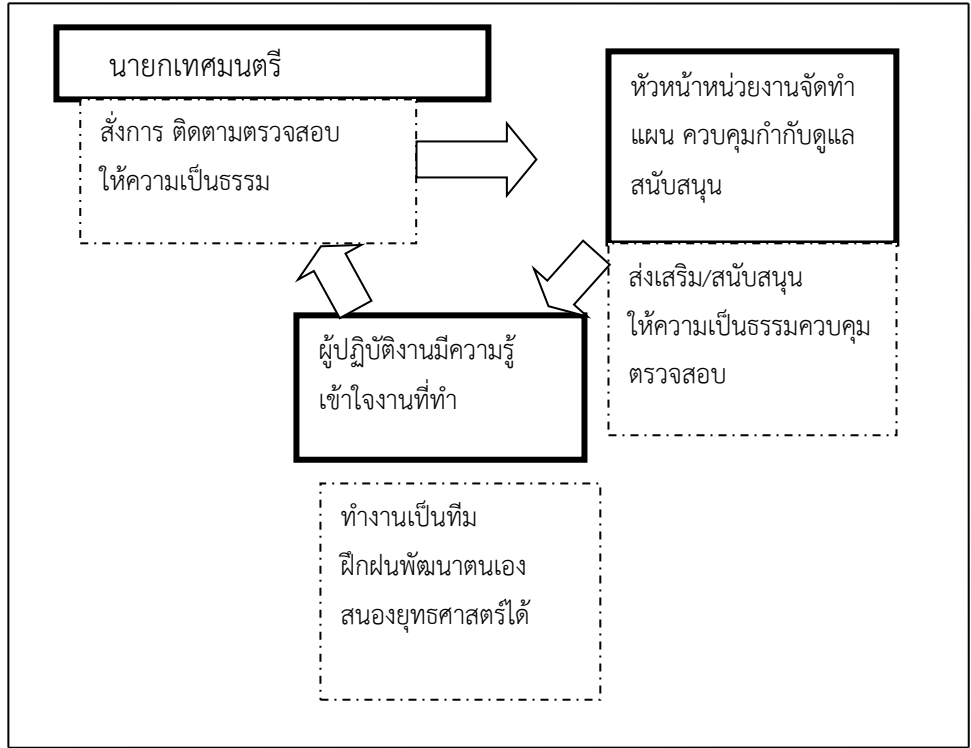 นายกเทศมนตรี
สั่งการ ติดตามตรวจสอบ
ให้ความเป็นธรรม
หัวหน้าหน่วยงานจัดทำ
แผน ควบคุมกำกับดูแล
สนับสนุน
ส่งเสริม/สนับสนุน
ให้ความเป็นธรรมควบคุม
ตรวจสอบ
ผู้ปฏิบัติงานมีความรู้
เข้าใจงานที่ทำ
ทำงานเป็นทีม
ฝึกฝนพัฒนาตนเอง
สนองยุทธศาสตร์ได้